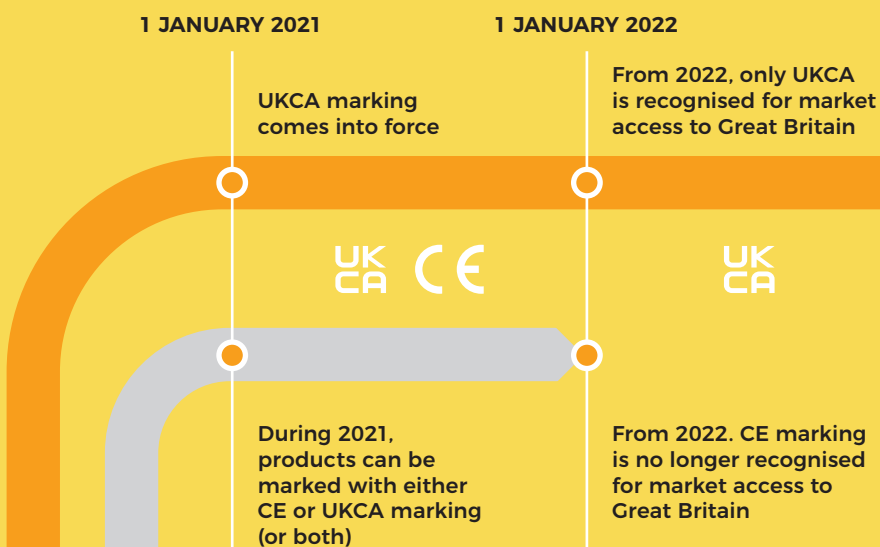 1 JANUARY 2021
1 JANUARY 2022
UKCA marking
comes into force
From 2022, only UKCA
is recognised for market
access to Great Britain
UK
CA
CE
UK
CA
During 2021,
products can be
marked with either
CE or UKCA marking
(or both)
From 2022. CE marking
is no longer recognised
for market access to
Great Britain